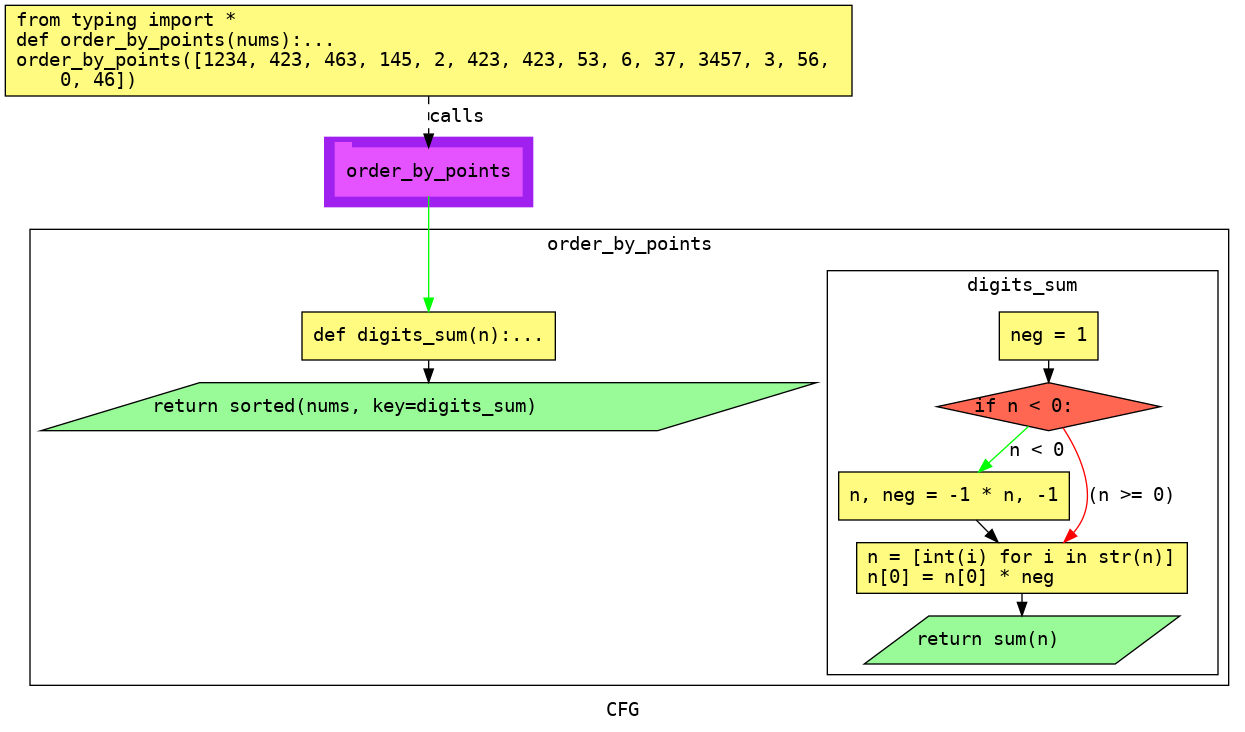 from typing import *
def order_by_points(nums):...
order_by_points([1234, 423, 463, 145, 2, 423, 423, 53, 6, 37, 3457, 3, 56,
    0, 46])
calls
order_by_points
order_by_points
def digits_sum(n):...
return sorted(nums, key=digits_sum)
digits_sum
neg = 1
if n < 0:
n < 0
n, neg = -1 * n, -1
(n >= 0)
n = [int(i) for i in str(n)]
n[0] = n[0] * neg
return sum(n)
CFG